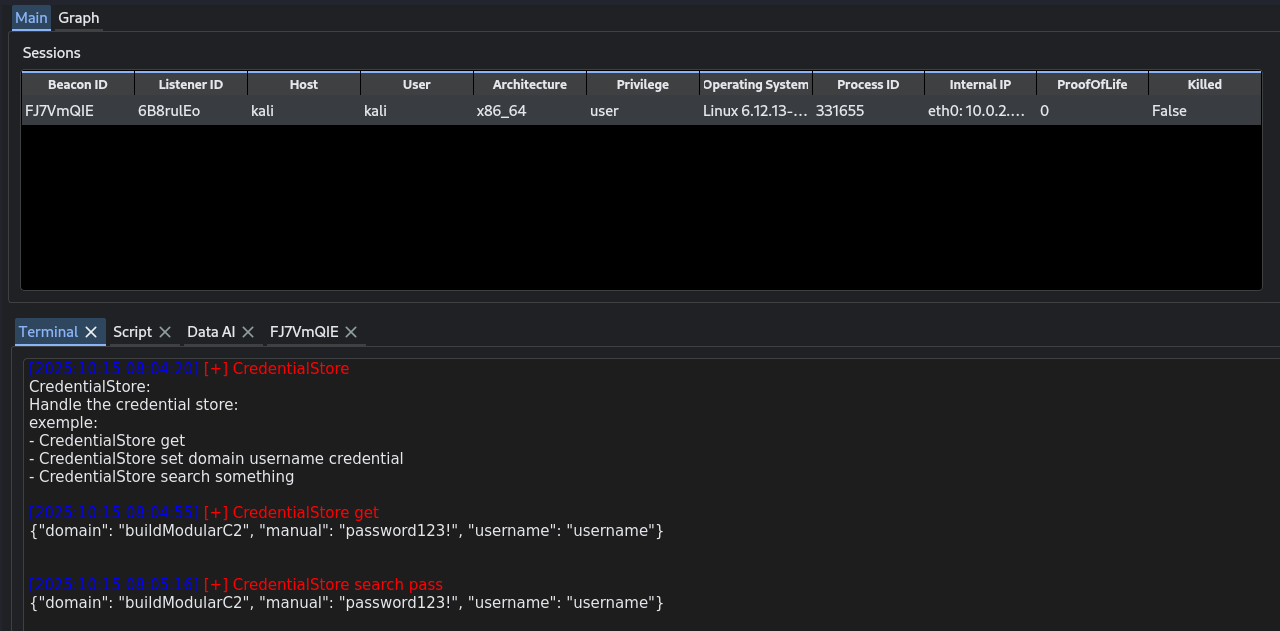 Main Graph
Sessions
Beacon ID Listener ID Host User Architecture Privilege Operating System Process ID Internal IP ProofOfLife Killed
FJ7VmQIE 6B8rulEo kali kali x86_64 user Linux 6.12.13-... 331655 eth0: 10.0.2.... 0 False
Terminal Script Data AI FJ7VmQIE
[2025:10:15 08:04:20] [+] CredentialStore
CredentialStore:
Handle the credential store:
exemple:
- CredentialStore get
- CredentialStore set domain username credential
- CredentialStore search something
[2025:10:15 08:04:55] [+] CredentialStore get
{"domain": "buildModularC2", "manual": "password123!", "username": "username"}
[2025:10:15 08:05:16] [+] CredentialStore search pass
{"domain": "buildModularC2", "manual": "password123!", "username": "username"}